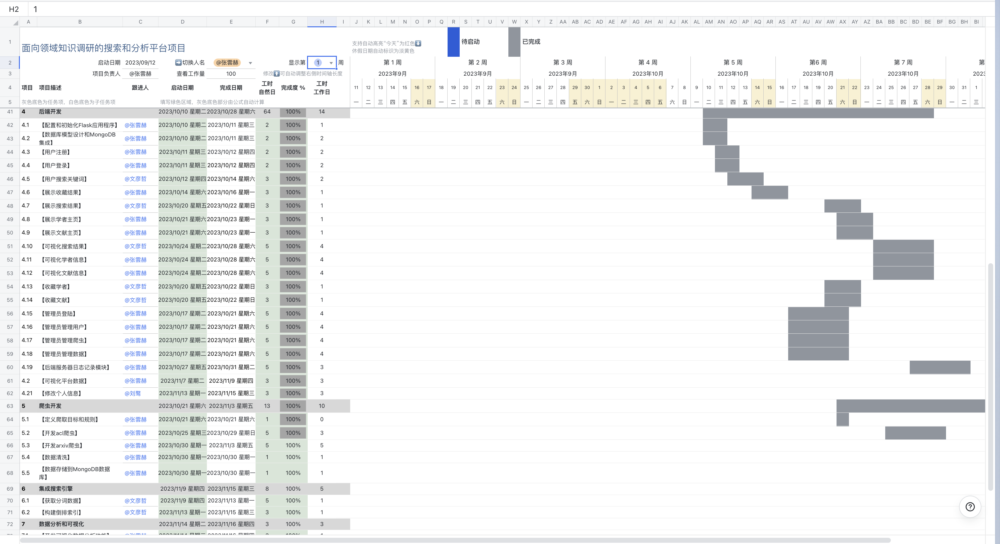 H2 1
A B C D E F G H I J K L M N O P Q R S T U V W X Y Z AA AB AC AD AE AF AG AH AI AJ AK AL AM AN AO AP AQ AR AS AT AU AV AW AX AY AZ BA BB BC BD BE BF BG BH BI
1 面向领域知识调研的搜索和分析平台项目
支持自动高亮“今天”为红色⬇️
休假日期自动标识为淡黄色
待启动 已完成
2 启动日期 2023/09/12 ➡️切换人名 @张雲赫 显示第 1 周 第 1 周 第 2 周 第 3 周 第 4 周 第 5 周 第6 周 第 7 周 第
3 项目负责人 @张雲赫 查看工作量 100 修改⬆️可自动调整右侧时间轴长度 2023年9月 2023年9月 2023年9月 2023年10月 2023年10月 2023年10月 2023年10月 2023
4 项目 项目描述 跟进人 启动日期 完成日期 工时 自然日 完成度 % 工时 工作日 11 12 13 14 15 16 17 18 19 20 21 22 23 24 25 26 27 28 29 30 1 2 3 4 5 6 7 8 9 10 11 12 13 14 15 16 17 18 19 20 21 22 23 24 25 26 27 28 29 30 31 1
5 灰色底色为任务项，白色底色为子任务项 填写绿色区域，灰色底色部分由公式自动计算 一 二 三 四 五 六 日 一 二 三 四 五 六 日 一 二 三 四 五 六 日 一 二 三 四 五 六 日 一 二 三 四 五 六 日 一 二 三 四 五 六 日 一 二 三 四 五 六 日 一 二 三
41 4 后端开发 2023/10/10 星期二 2023/10/28 星期六 64 100% 14
42 4.1 【配置和初始化Flask应用程序】 @张雲赫 2023/10/10 星期二 2023/10/11 星期三 2 100% 1
43 4.2 【数据库模型设计和MongoDB
集成】 @张雲赫 2023/10/10 星期二 2023/10/11 星期三 2 100% 2
44 4.3 【用户注册】 @张雲赫 2023/10/11 星期三 2023/10/12 星期四 2 100% 2
45 4.4 【用户登录】 @张雲赫 2023/10/11 星期三 2023/10/12 星期四 2 100% 2
46 4.5 【用户搜索关键词】 @文彦哲 2023/10/12 星期四 2023/10/14 星期六 3 100% 2
47 4.6 【展示收藏结果】 @张雲赫 2023/10/14 星期六 2023/10/16 星期一 3 100% 1
48 4.7 【展示搜索结果】 @文彦哲 2023/10/20 星期五 2023/10/22 星期日 3 100% 1
49 4.8 【展示学者主页】 @张雲赫 2023/10/21 星期六 2023/10/23 星期一 3 100% 1
50 4.9 【展示文献主页】 @张雲赫 2023/10/21 星期六 2023/10/23 星期一 3 100% 1
51 4.10 【可视化搜索结果】 @文彦哲 2023/10/24 星期二 2023/10/28 星期六 5 100% 4
52 4.11 【可视化学者信息】 @张雲赫 2023/10/24 星期二 2023/10/28 星期六 5 100% 4
53 4.12 【可视化文献信息】 @张雲赫 2023/10/24 星期二 2023/10/28 星期六 5 100% 4
54 4.13 【收藏学者】 @文彦哲 2023/10/20 星期五 2023/10/22 星期日 3 100% 1
55 4.14 【收藏文献】 @文彦哲 2023/10/20 星期五 2023/10/22 星期日 3 100% 1
56 4.15 【管理员登陆】 @张雲赫 2023/10/17 星期二 2023/10/21 星期六 5 100% 4
57 4.16 【管理员管理用户】 @张雲赫 2023/10/17 星期二 2023/10/21 星期六 5 100% 4
58 4.17 【管理员管理爬虫】 @张雲赫 2023/10/17 星期二 2023/10/21 星期六 5 100% 4
59 4.18 【管理员管理数据】 @张雲赫 2023/10/17 星期二 2023/10/21 星期六 5 100% 4
60 4.19 【后端服务器日志记录模块】 @张雲赫 2023/10/27 星期五 2023/10/31 星期二 5 100% 3
61 4.2 【可视化平台数据】 @张雲赫 2023/11/7 星期二 2023/11/9 星期四 3 100% 3
62 4.21 【修改个人信息】 @刘骜 2023/11/13 星期一 2023/11/15 星期三 3 100% 3
63 5 爬虫开发 2023/10/21 星期六 2023/11/3 星期五 13 100% 10
64 5.1 【定义爬取目标和规则】 @张雲赫 2023/10/21 星期六 2023/10/21 星期六 1 100% 0
65 5.2 【开发acl爬虫】 @张雲赫 2023/10/25 星期三 2023/10/29 星期日 5 100% 3
66 5.3 【开发arxiv爬虫】 @张雲赫 2023/10/30 星期一 2023/11/3 星期五 5 100% 5
67 5.4 【数据清洗】 @张雲赫 2023/10/30 星期一 2023/10/30 星期一 1 100% 1
68 5.5 【数据存储到MongoDB数据
库】 @张雲赫 2023/10/30 星期一 2023/10/30 星期一 1 100% 1
69 6 集成搜索引擎 2023/11/9 星期四 2023/11/15 星期三 8 100% 5
70 6.1 【获取分词数据】 @文彦哲 2023/11/9 星期四 2023/11/13 星期一 5 100% 1
71 6.2 【构建倒排索引】 @文彦哲 2023/11/13 星期一 2023/11/15 星期三 3 100% 1
72 7 数据分析和可视化 2023/11/14 星期二 2023/11/16 星期四 3 100% 3